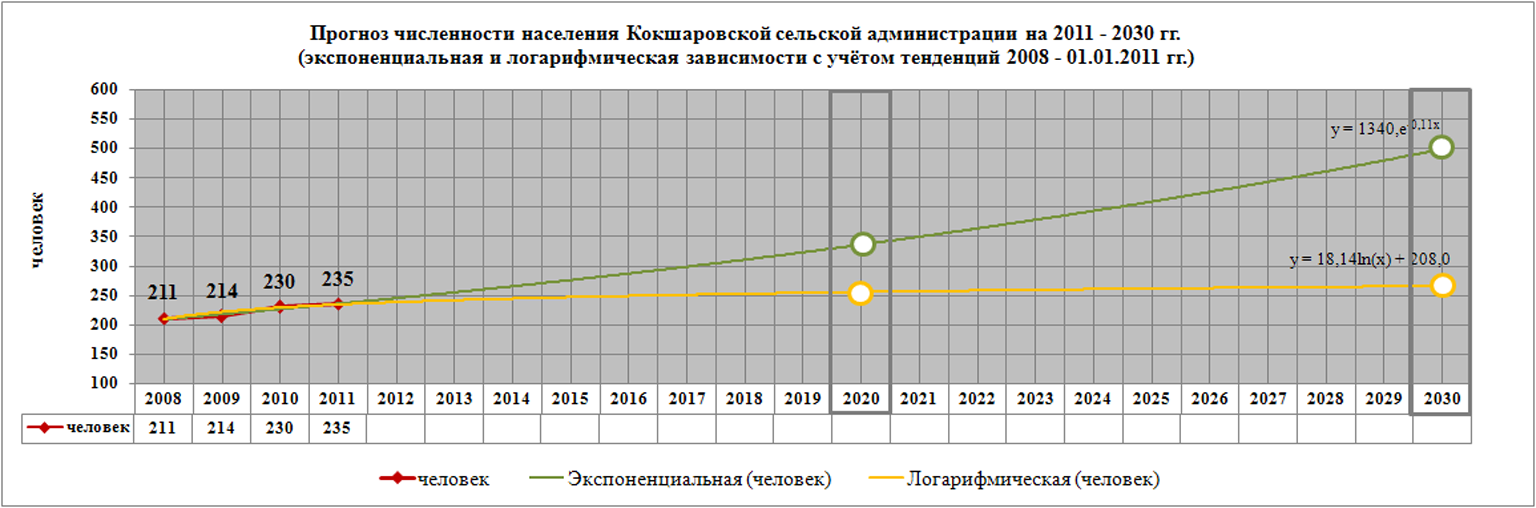 Прогноз численности населения Кокшаровской сельской администрации на 2011 - 2030 гг.
(экспоненциальная и логарифмическая зависимости с учётом тенденций 2008 - 01.01.2011 гг.)
человек
600
550
500
450
400
350
300
250
200
150
100
y = 1340,e-0,11x
y = 18,14ln(x) + 208,0
211 214 230 235
2008 2009 2010 2011 2012 2013 2014 2015 2016 2017 2018 2019 2020 2021 2022 2023 2024 2025 2026 2027 2028 2029 2030
человек 211 214 230 235
человек Экспоненциальная (человек) Логарифмическая (человек)